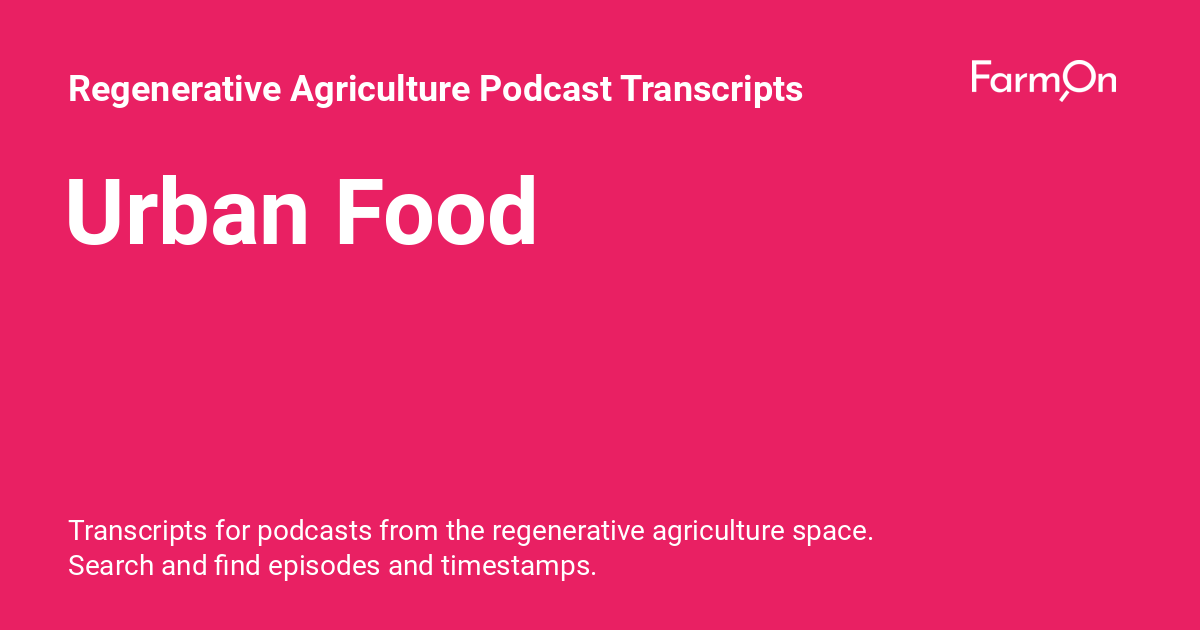 Regenerative Agriculture Podcast Transcripts
FarmOn
Urban Food
Transcripts for podcasts from the regenerative agriculture space.
Search and find episodes and timestamps.